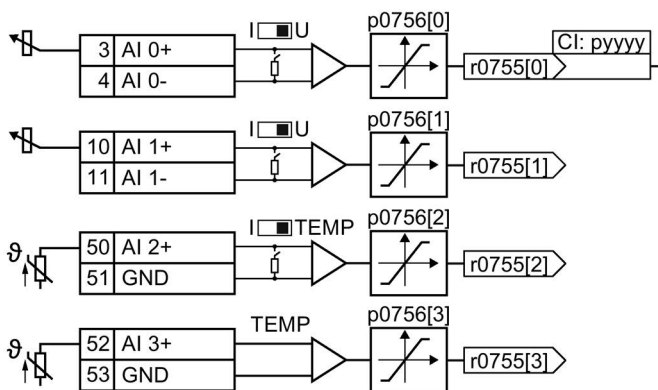 p0756[0]
I U
CI: pyyyy
3 AI 0+
4 AI 0-
r0755[0]
p0756[1]
I U
10 AI 1+
11 AI 1-
r0755[1]
p0756[2]
I TEMP
ϑ
50 AI 2+
51 GND
r0755[2]
p0756[3]
TEMP
ϑ
52 AI 3+
53 GND
r0755[3]